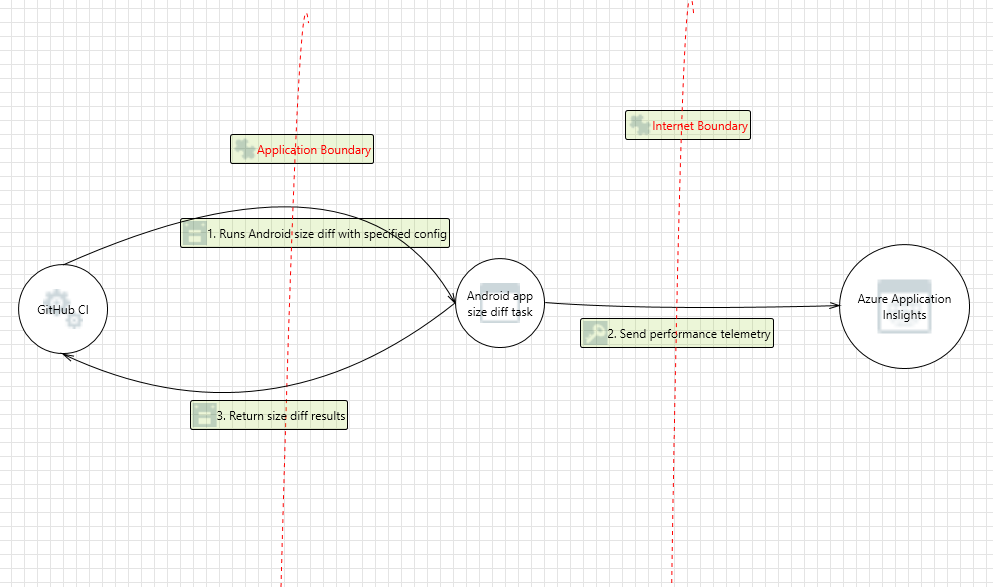 Internet Boundary
Application Boundary
1. Runs Android size diff with specified config
GitHub CI
Android app
size diff task
Azure Application
Inslights
2. Send performance telemetry
3. Return size diff results